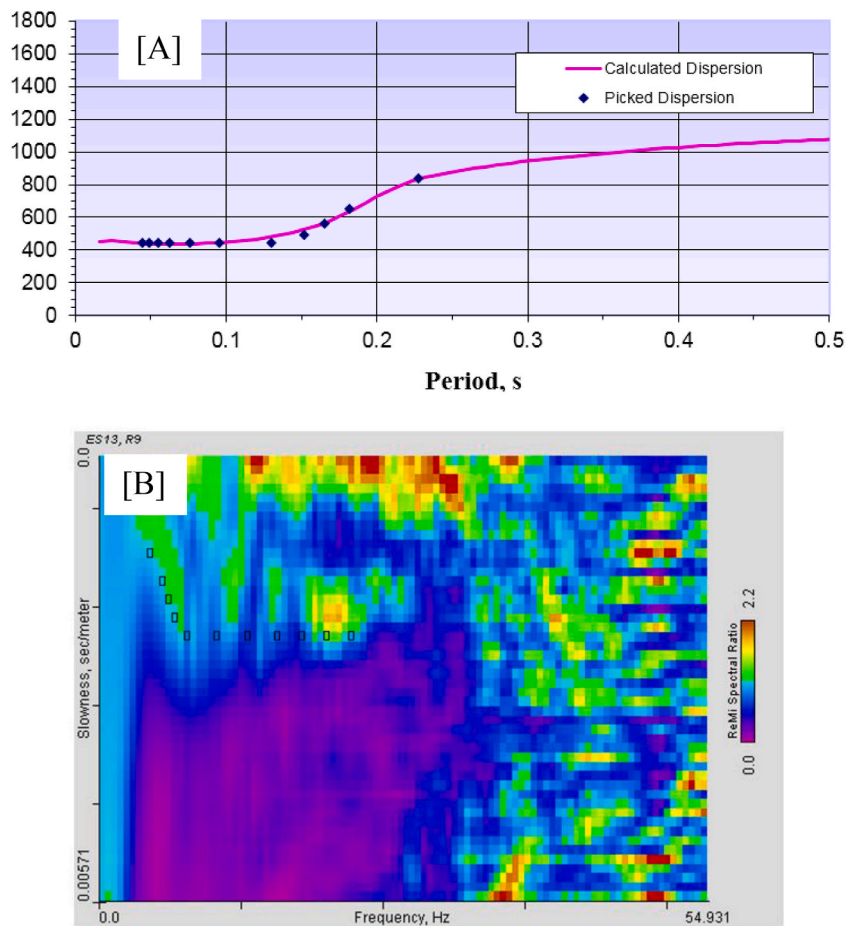 1800
1600
1400
1200
1000
800
600
400
200
0
[A]
Calculated Dispersion
Picked Dispersion
0 0.1 0.2 0.3 0.4 0.5
Period, s
ES13, R9
[B]
0.0
Slowness, sec/meter
0.00571
0.0 Frequency, Hz 54.931
2.2
ReMi Spectral Ratio
0.0